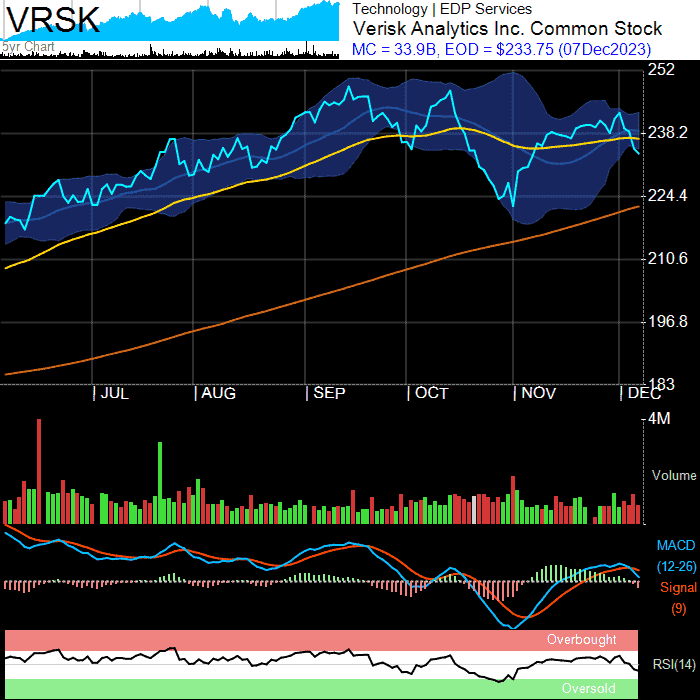 VRSK
5yr Chart
Technology | EDP Services
Verisk Analytics Inc. Common Stock
MC = 33.9B, EOD = $233.75 (07Dec2023)
252
238.2
224.4
210.6
196.8
183
JUL AUG SEP OCT NOV DEC
4M
Volume
MACD
(12-26)
Signal
(9)
Overbought
RSI(14)
Oversold